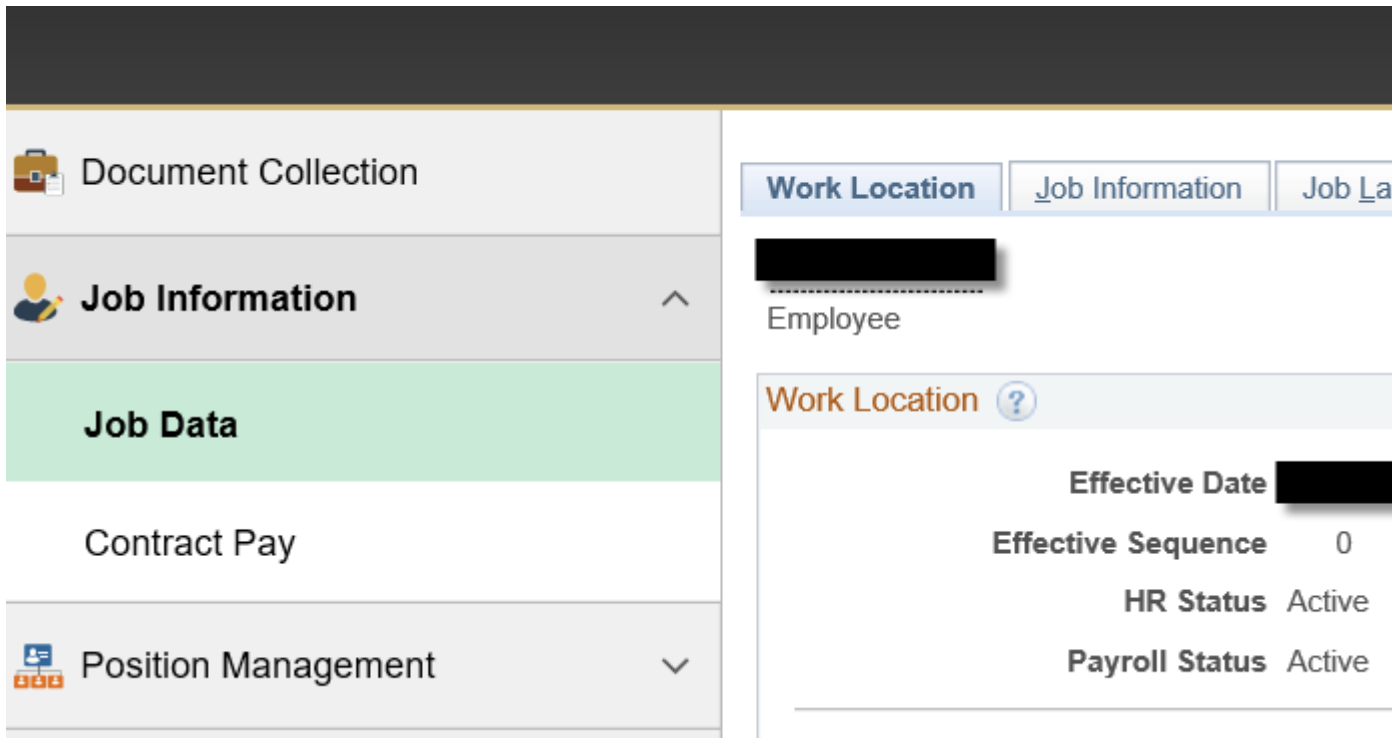 Document Collection
Job Information
Job Data
Contract Pay
Position Management
Work Location
Job Information
Job La
Employee
Work Location ?
Effective Date
Effective Sequence 0
HR Status Active
Payroll Status Active